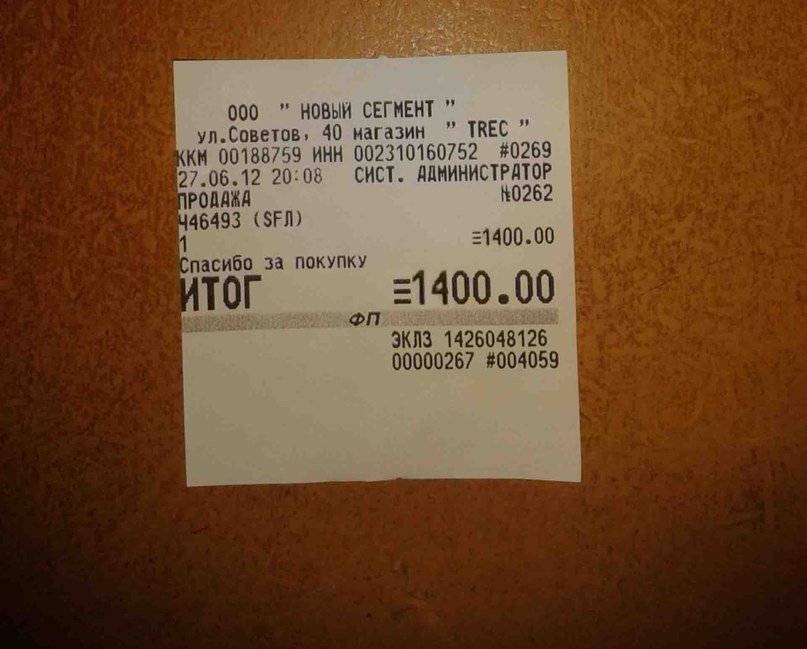 ООО " НОВЫЙ СЕГМЕНТ "
ул.Советов, 40 магазин " TREC "
ККМ 00188759 ИНН 002310160752 #0269
27.06.12 20:08 СИСТ. АДМИНИСТРАТОР
ПРОДАЖА №0262
Ч46493 (SFЛ)
1 ≡1400.00
Спасибо за покупку
ИТОГ ≡1400.00
ФП
ЭКЛЗ 1426048126
00000267 #004059